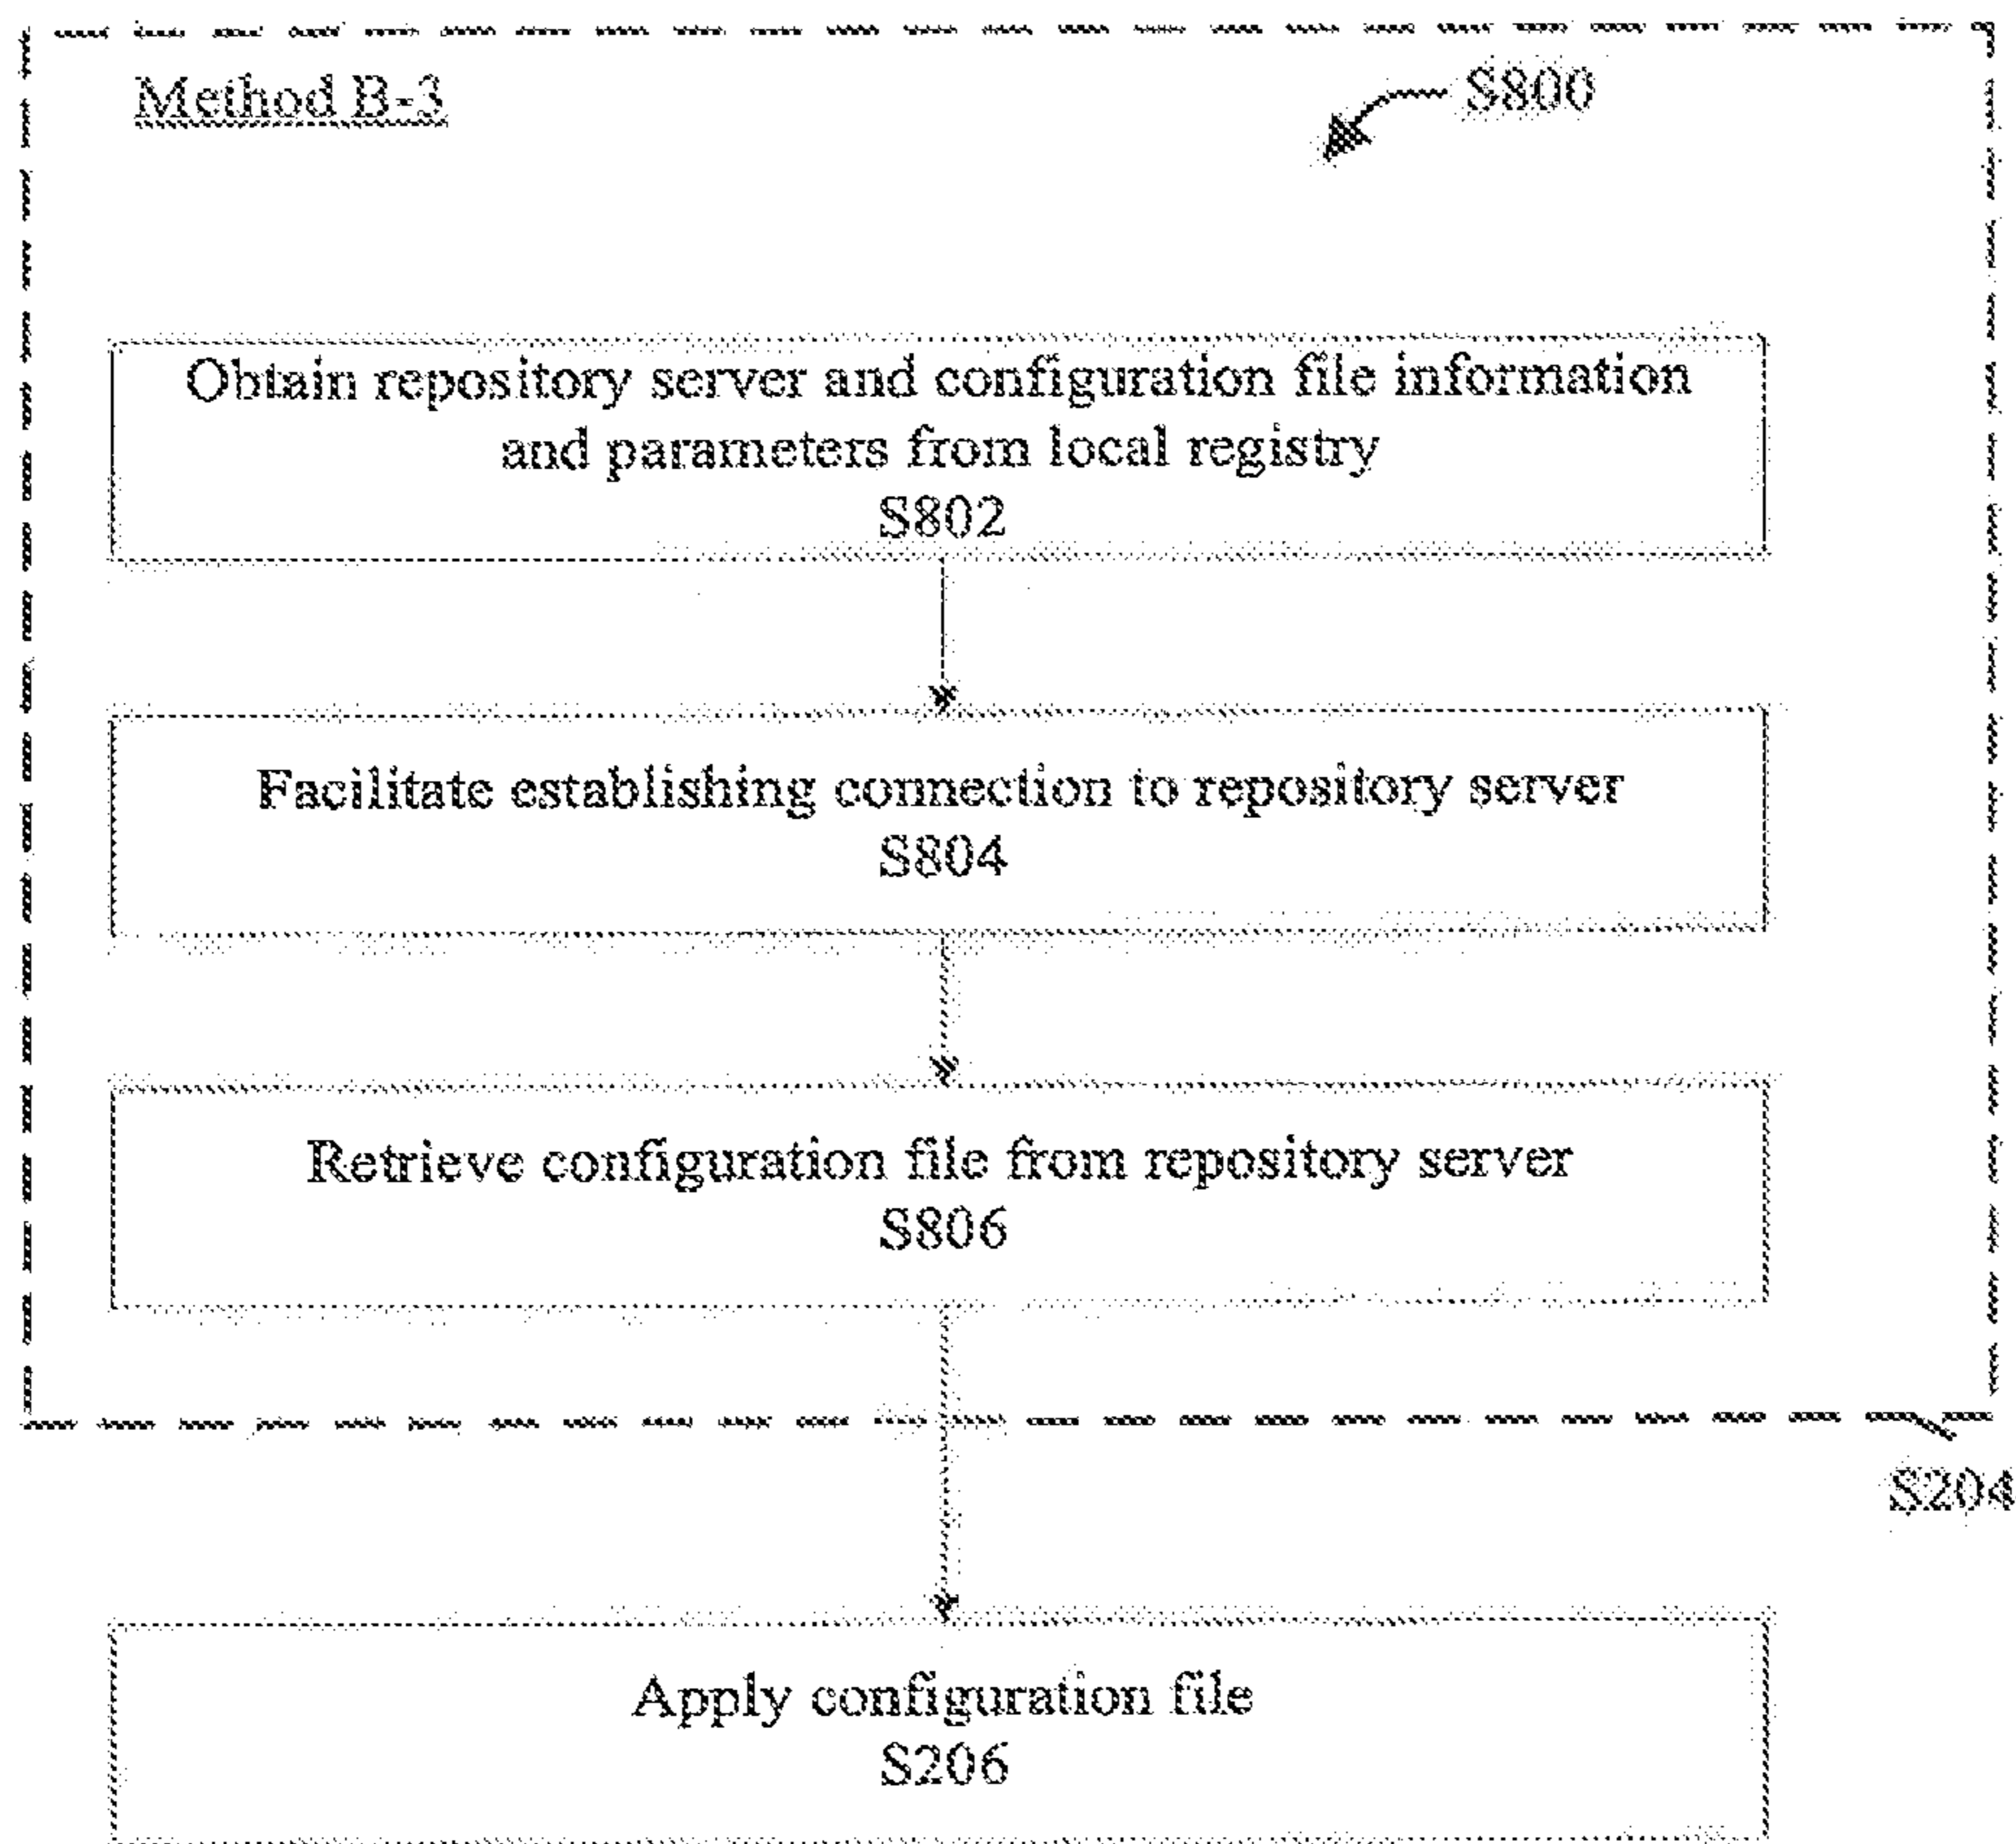 Method B-3
S800
Obtain repository server and configuration file information
and parameters from local registry
S802
Facilitate establishing connection to repository server
S804
Retrieve configuration file from repository server
S806
S204
Apply configuration file
S206